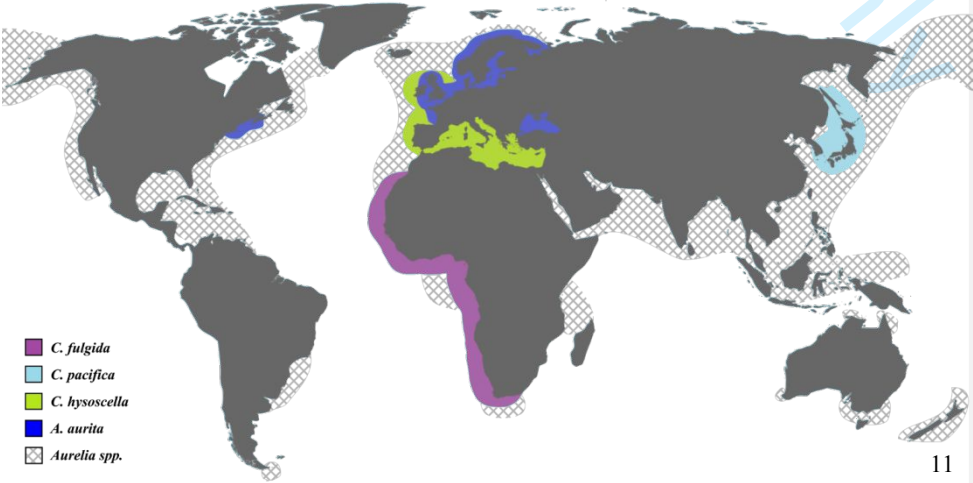 C. fulgida
C. pacifica
C. hysoscella
A. aurita
Aurelia spp.
11